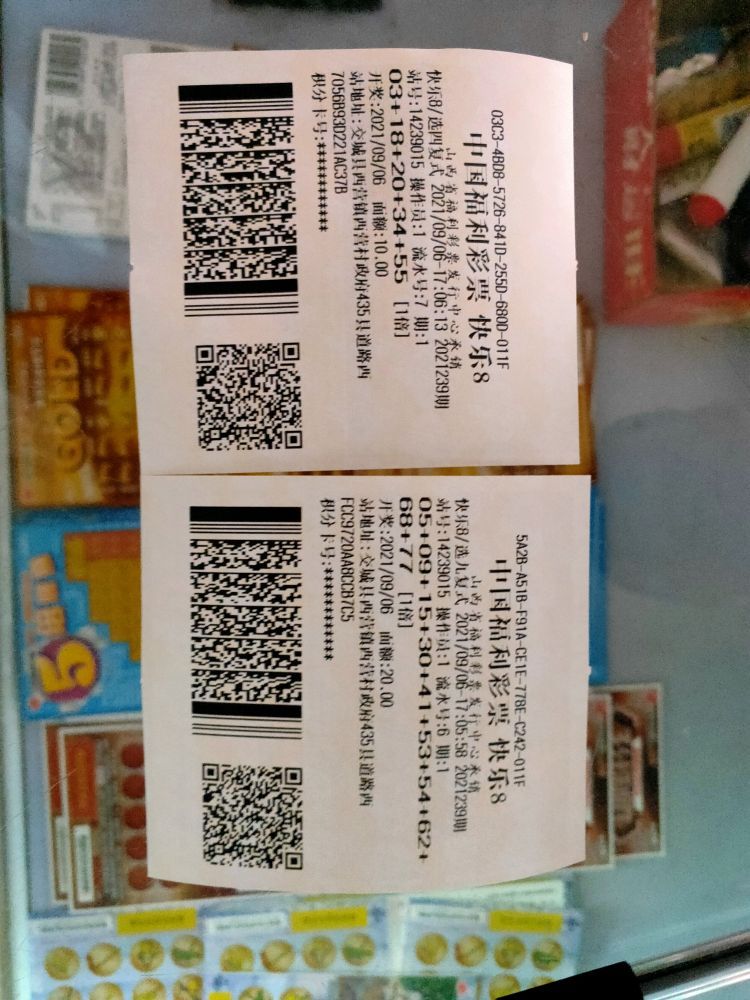 03C3-4BD8-5726-841D-255D-680D-011F
中国福利彩票 快乐8
山西省福利彩票发行中心承销
快乐8/选四复式 2021/09/06-17:06:13 2021239期
站号:14239015 操作员:1 流水号:7 期:1
03+18+20+34+55 [1倍]
开奖:2021/09/06 面额:10.00
站地址:交城县西营镇西营村政府435县道路西
7056B930221AC37B
积分卡号:************
5A2B-A51B-F91A-CE1E-77BE-C242-011F
中国福利彩票 快乐8
山西省福利彩票发行中心承销
快乐8/选九复式 2021/09/06-17:05:58 2021239期
站号:14239015 操作员:1 流水号:6 期:1
05+09+15+30+41+53+54+62+
68+77 [1倍]
开奖:2021/09/06 面额:20.00
站地址:交城县西营镇西营村政府435县道路西
FCC9720AA8CCB7C5
积分卡号:************
GOLD
5